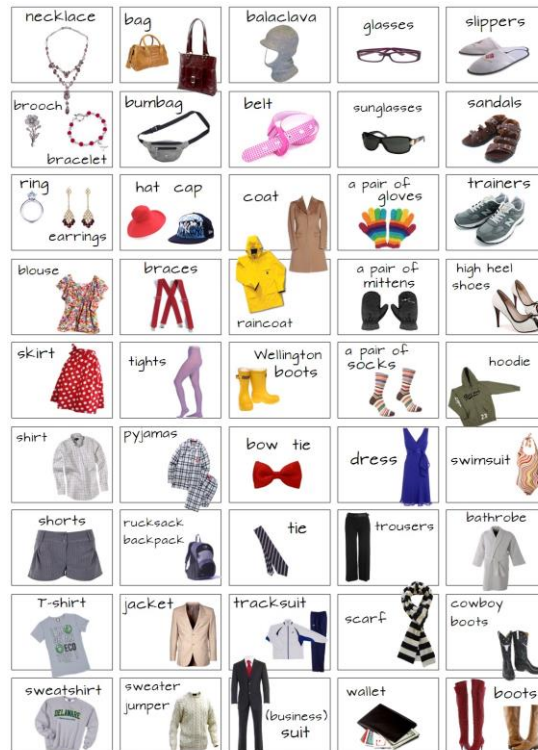 necklace
bag
balaclava
glasses
slippers
brooch
bracelet
bumbag
belt
sunglasses
sandals
ring
earrings
hat cap
coat
a pair of
gloves
trainers
blouse
braces
raincoat
a pair of
mittens
high heel
shoes
skirt
tights
Wellington
boots
a pair of
socks
hoodie
23
shirt
pyjamas
bow tie
dress
swimsuit
shorts
rucksack
backpack
tie
trousers
bathrobe
T-shirt
ECO
jacket
tracksuit
scarf
cowboy
boots
sweatshirt
DELAWARE
sweater
jumper
(business)
suit
wallet
boots